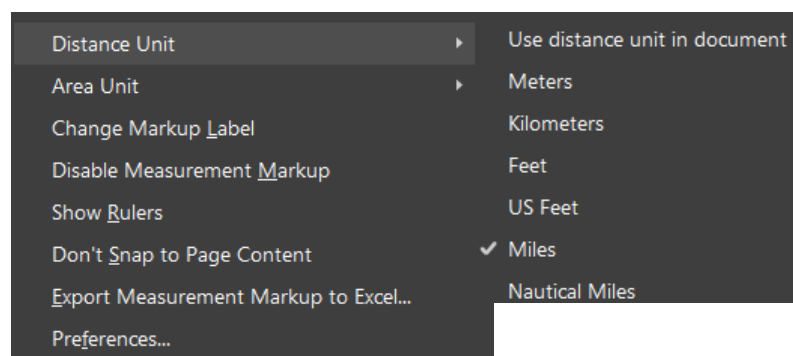 Distance Unit
Area Unit
Change Markup Label
Disable Measurement Markup
Show Rulers
Don't Snap to Page Content
Export Measurement Markup to Excel...
Preferences...
Use distance unit in document
Meters
Kilometers
Feet
US Feet
Miles
Nautical Miles